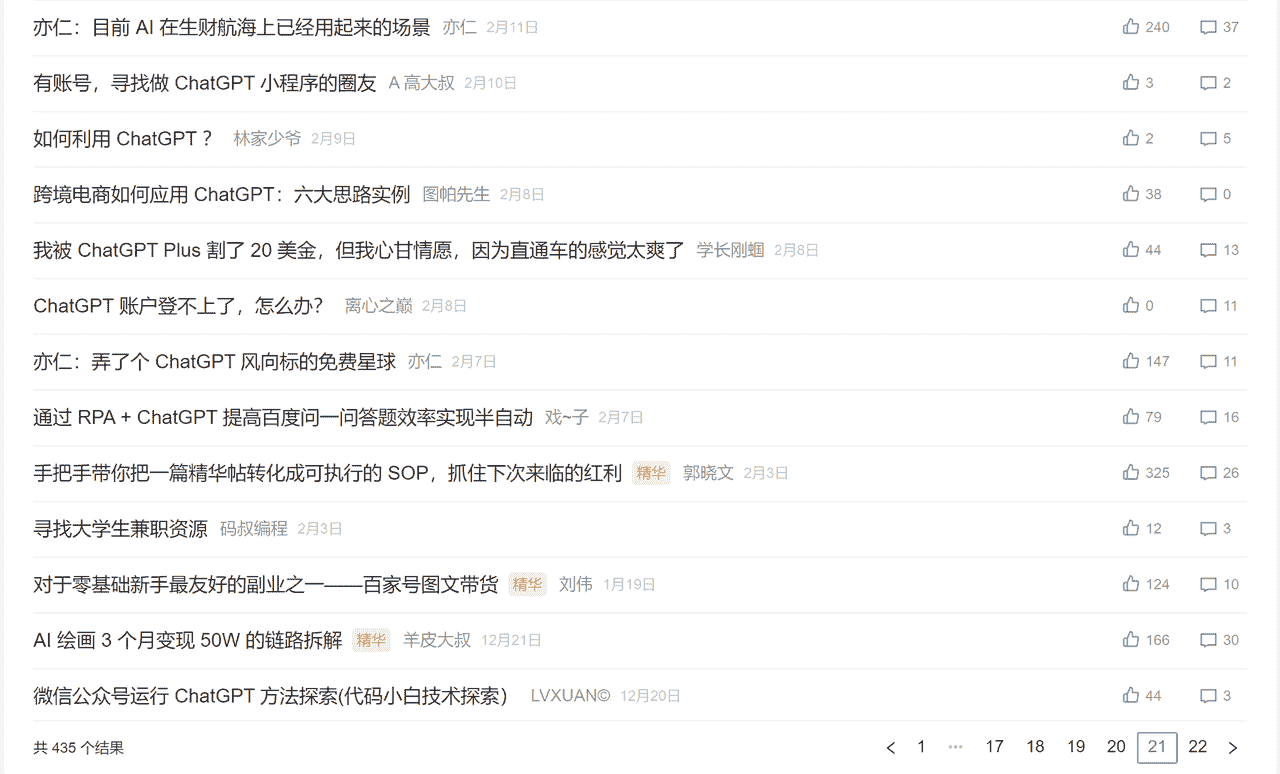 亦仁：目前 AI 在生财航海上已经用起来的场景 亦仁 2月11日 240 37
有账号，寻找做 ChatGPT 小程序的圈友 A 高大叔 2月10日 3 2
如何利用 ChatGPT ? 林家少爷 2月9日 2 5
跨境电商如何应用 ChatGPT：六大思路实例 图帕先生 2月8日 38 0
我被 ChatGPT Plus 割了 20 美金，但我心甘情愿，因为直通车的感觉太爽了 学长刚蝈 2月8日 44 13
ChatGPT 账户登不上了，怎么办? 离心之巅 2月8日 0 11
亦仁：弄了个 ChatGPT 风向标的免费星球 亦仁 2月7日 147 11
通过 RPA + ChatGPT 提高百度问一问答题效率实现半自动 戏~子 2月7日 79 16
手把手带你把一篇精华帖转化成可执行的 SOP，抓住下次来临的红利 精华 郭晓文 2月3日 325 26
寻找大学生兼职资源 码叔编程 2月3日 12 3
对于零基础新手最友好的副业之一——百家号图文带货 精华 刘伟 1月19日 124 10
AI 绘画 3 个月变现 50W 的链路拆解 精华 羊皮大叔 12月21日 166 30
微信公众号运行 ChatGPT 方法探索(代码小白技术探索） LVXUAN© 12月20日 44 3
共 435 个结果 < 1 ••• 17 18 19 20 21 22 >